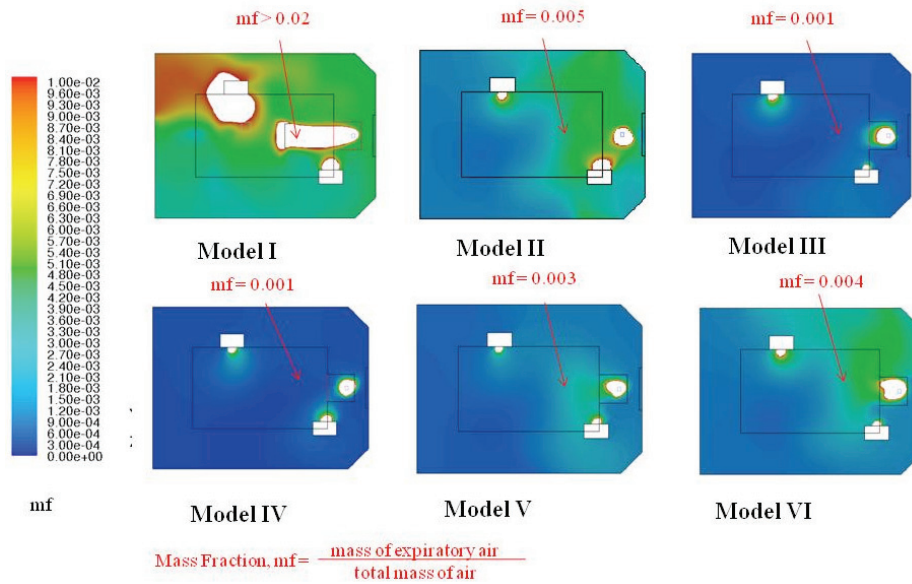 mf > 0.02
mf = 0.005
mf = 0.001
1.00e-02
9.60e-03
9.30e-03
9.00e-03
8.70e-03
8.40e-03
8.10e-03
7.80e-03
7.50e-03
7.20e-03
6.90e-03
6.60e-03
6.30e-03
6.00e-03
5.70e-03
5.40e-03
5.10e-03
4.80e-03
4.50e-03
4.20e-03
3.90e-03
3.60e-03
3.30e-03
3.00e-03
2.70e-03
2.40e-03
2.10e-03
1.80e-03
1.50e-03
1.20e-03
9.00e-04
6.00e-04
3.00e-04
0.00e+00
mf
Model I
Model II
Model III
mf = 0.001
mf = 0.003
mf = 0.004
Model IV
Model V
Model VI
Mass Fraction, mf = mass of expiratory air
total mass of air